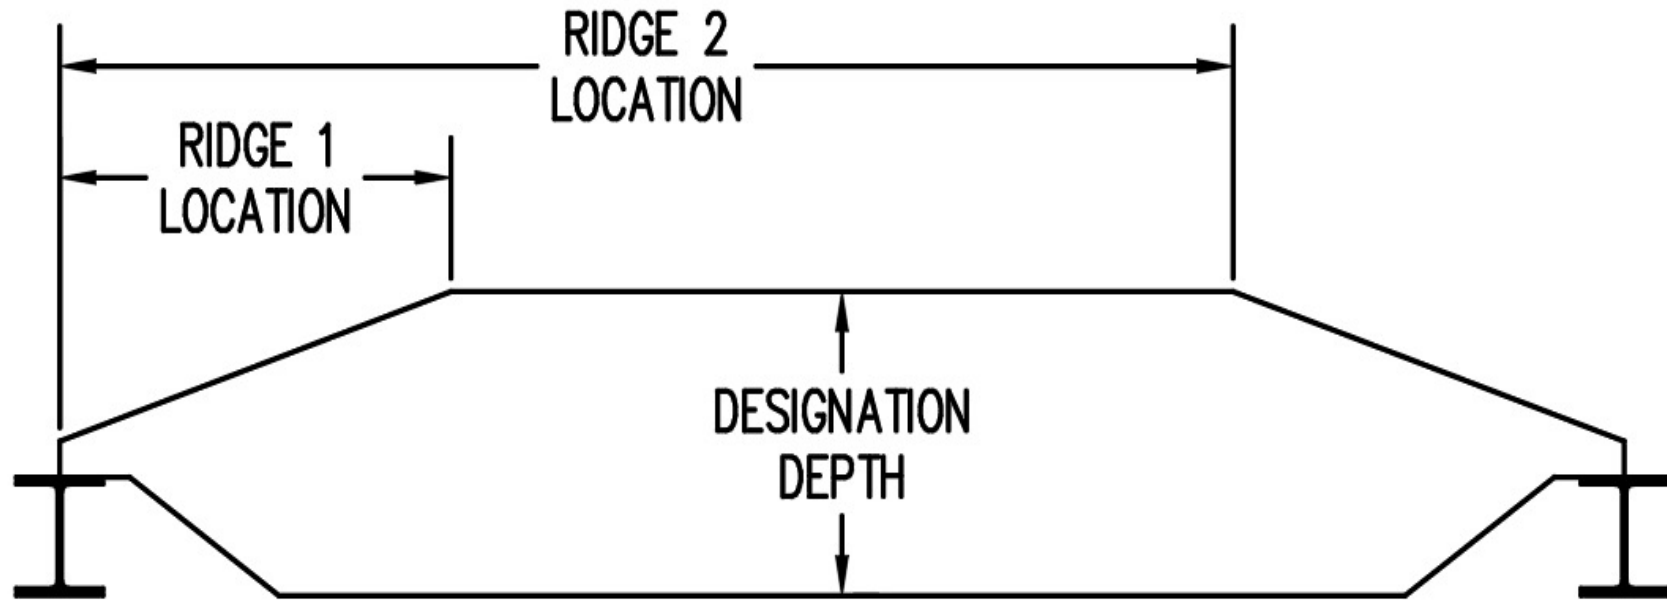 RIDGE 2
LOCATION
RIDGE 1
LOCATION
DESIGNATION
DEPTH